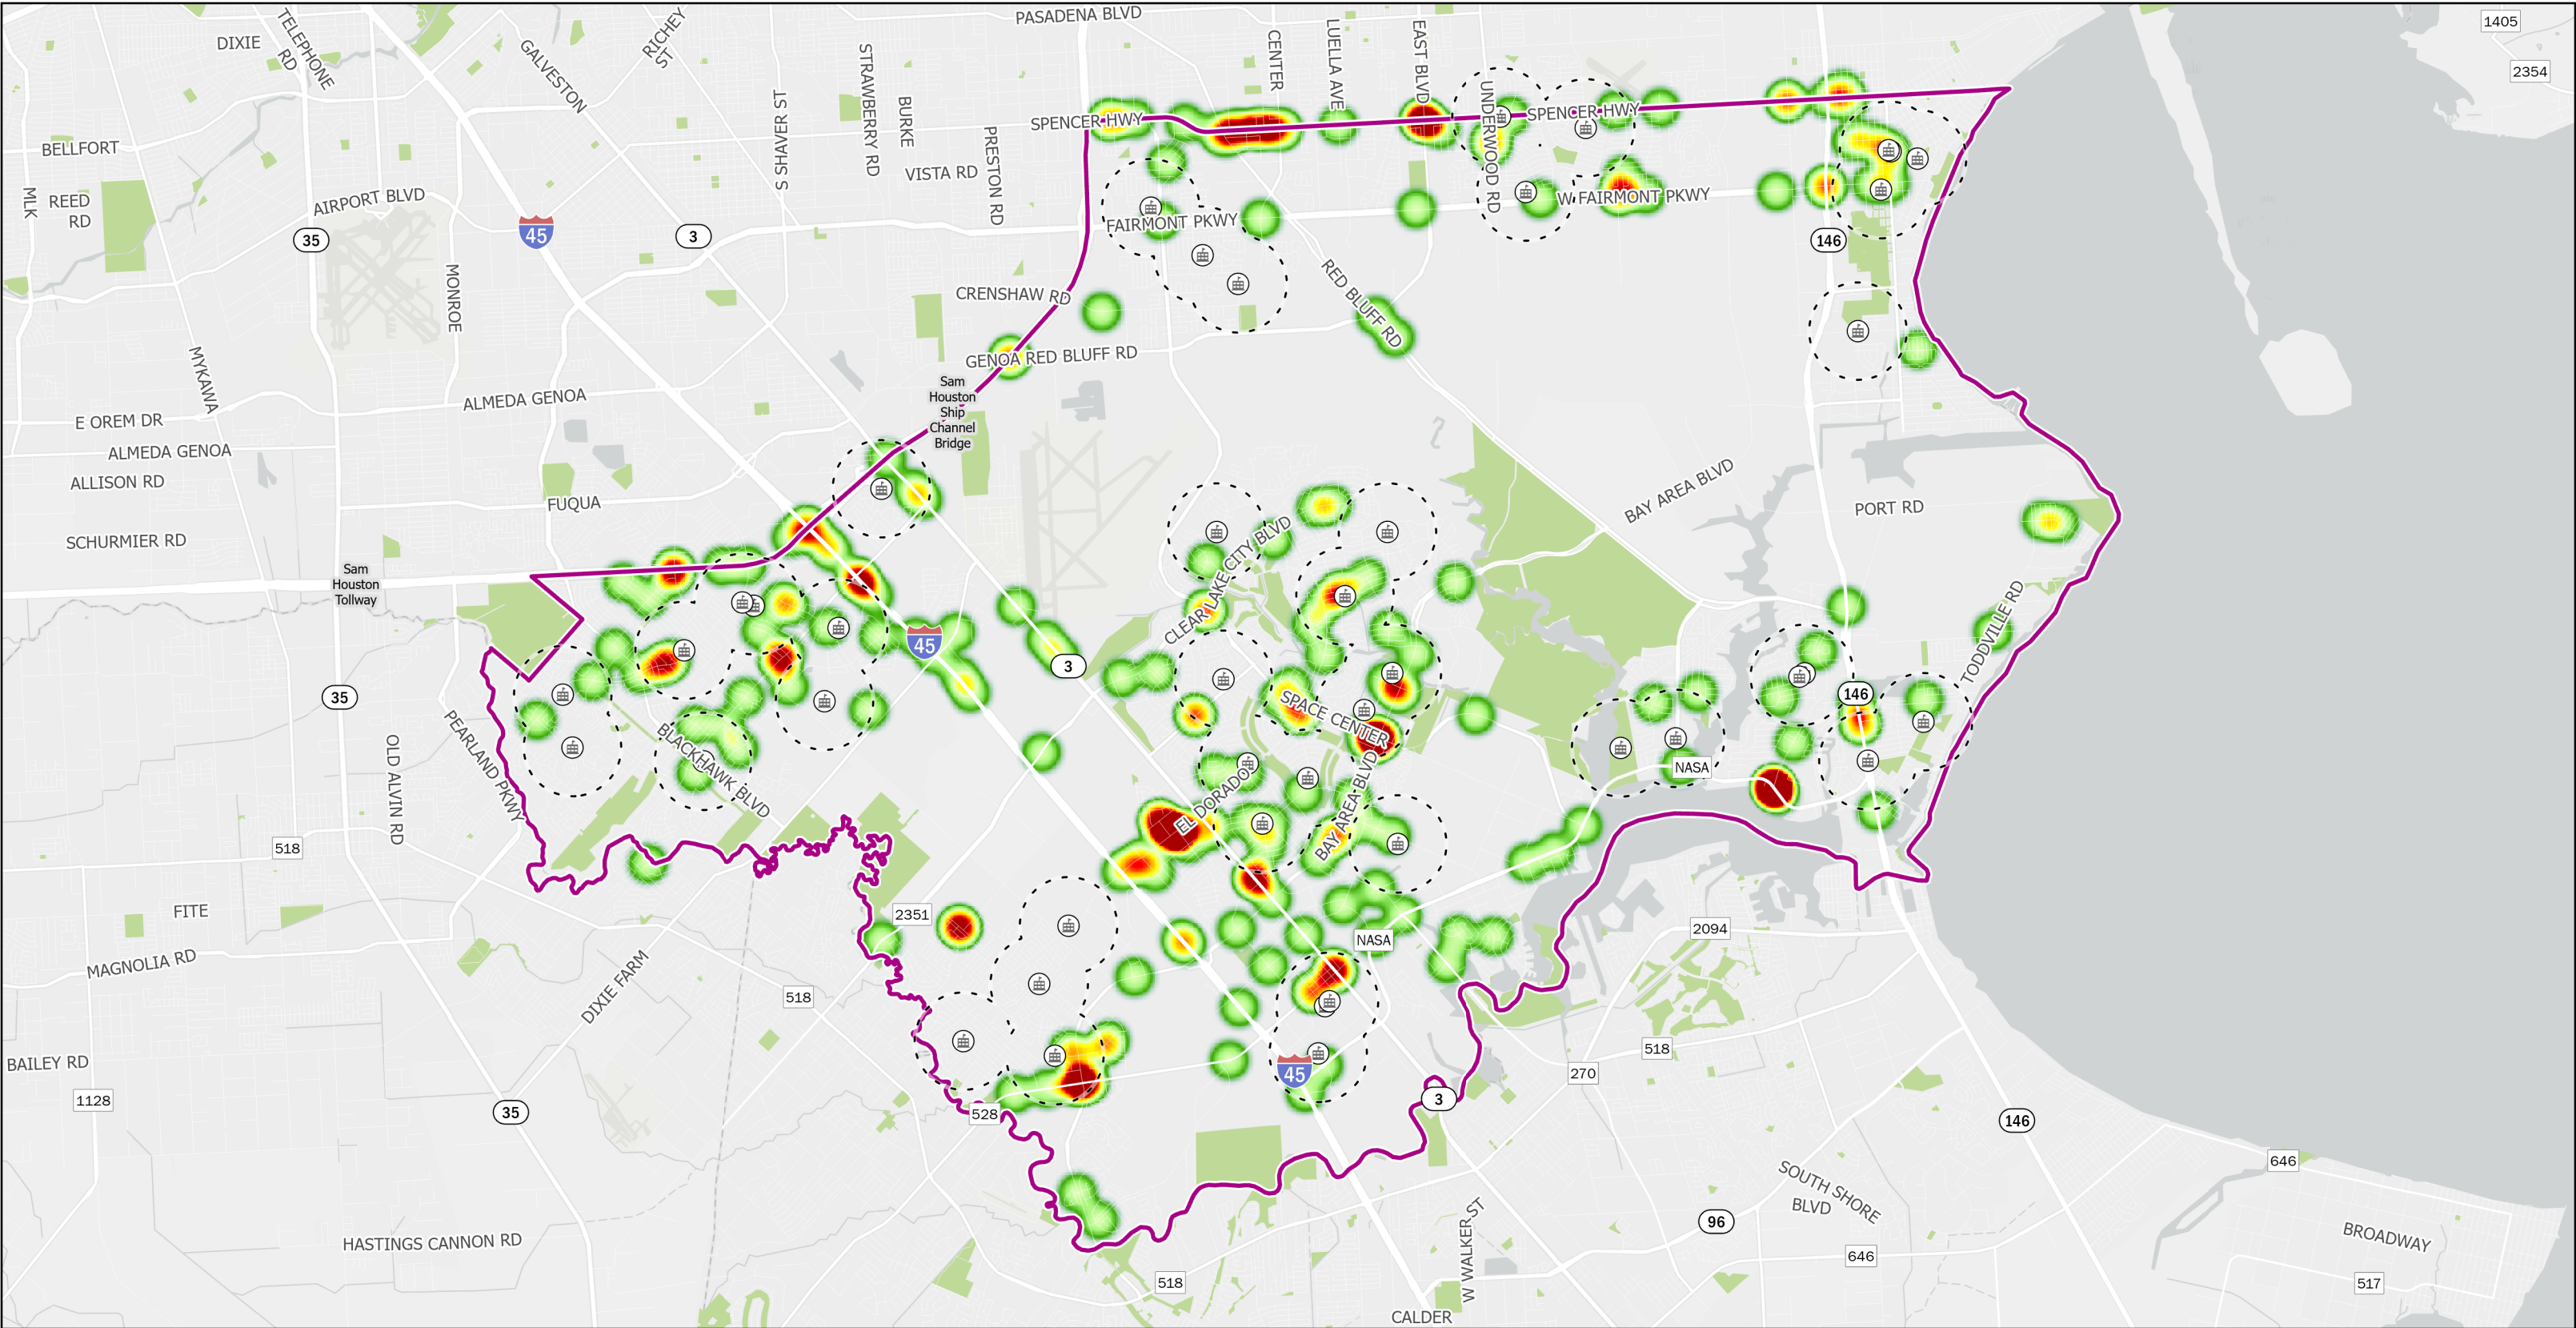 PASADENA BLVD
1405
DIXIE
TELEPHONE
RD
GALVESTON
RICHEY
ST
STRAWBERRY RD
BURKE
CENTER
LUELLA AVE
EAST BLVD
2354
S SHAVER ST
PRESTON RD
UNDERWOOD RD
SPENCER HWY
SPENCER HWY
BELLFORT
VISTA RD
MLK
REED
RD
AIRPORT BLVD
W FAIRMONT PKWY
FAIRMONT PKWY
35
45
3
146
MONROE
CRENSHAW RD
RED BLUFF RD
MYKAWA
GENOA RED BLUFF RD
Sam
Houston
Ship
Channel
Bridge
ALMEDA GENOA
E OREM DR
ALMEDA GENOA
ALLISON RD
FUQUA
BAY AREA BLVD
PORT RD
SCHURMIER RD
CLEAR LAKE CITY BLVD
Sam
Houston
Tollway
TODDVILLE RD
45
3
35
146
SPACE CENTER
PEARLAND PKWY
OLD ALVIN RD
BLACKHAWK BLVD
NASA
EL DORADO
BAY AREA BLVD
518
FITE
2351
2094
NASA
MAGNOLIA RD
DIXIE FARM
518
518
BAILEY RD
45
270
1128
35
528
3
146
646
SOUTH SHORE
BLVD
W WALKER ST
96
HASTINGS CANNON RD
BROADWAY
646
518
517
CALDER